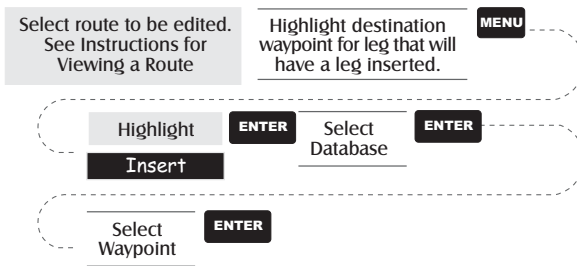 Select route to be edited.
See Instructions for
Viewing a Route
Highlight destination
waypoint for leg that will
have a leg inserted.
MENU
Highlight
Insert
ENTER
Select
Database
ENTER
Select
Waypoint
ENTER